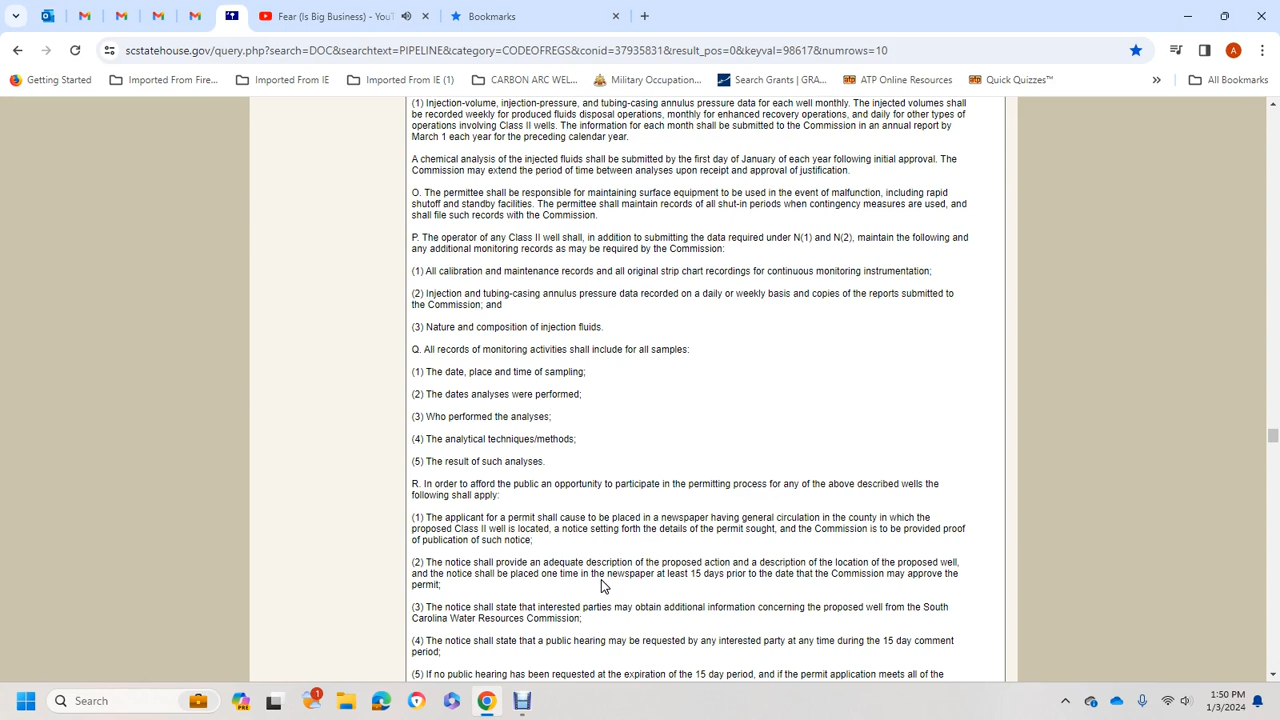 Fear (Is Big Business) - YouT
Bookmarks
scstatehouse.gov/query.php?search=DOC&searchtext=PIPELINE&category=CODEOFREGS&conid=37935831&result_pos=0&keyval=98617&numrows=10
A
Getting Started
Imported From Fire...
Imported From IE
Imported From IE (1)
CARBON ARC WEL...
Military Occupation...
Search Grants | GRA...
ATP Online Resources
Quick Quizzes™
All Bookmarks
(1) Injection-volume, injection-pressure, and tubing-casing annulus pressure data for each well monthly. The injected volumes shall
be recorded weekly for produced fluids disposal operations, monthly for enhanced recovery operations, and daily for other types of
operations involving Class II wells. The information for each month shall be submitted to the Commission in an annual report by
March 1 each year for the preceding calendar year.
A chemical analysis of the injected fluids shall be submitted by the first day of January of each year following initial approval. The
Commission may extend the period of time between analyses upon receipt and approval of justification.
O. The permittee shall be responsible for maintaining surface equipment to be used in the event of malfunction, including rapid
shutoff and standby facilities. The permittee shall maintain records of all shut-in periods when contingency measures are used, and
shall file such records with the Commission.
P. The operator of any Class II well shall, in addition to submitting the data required under N(1) and N(2), maintain the following and
any additional monitoring records as may be required by the Commission:
(1) All calibration and maintenance records and all original strip chart recordings for continuous monitoring instrumentation;
(2) Injection and tubing-casing annulus pressure data recorded on a daily or weekly basis and copies of the reports submitted to
the Commission; and
(3) Nature and composition of injection fluids.
Q. All records of monitoring activities shall include for all samples:
(1) The date, place and time of sampling;
(2) The dates analyses were performed;
(3) Who performed the analyses;
(4) The analytical techniques/methods;
(5) The result of such analyses.
R. In order to afford the public an opportunity to participate in the permitting process for any of the above described wells the
following shall apply:
(1) The applicant for a permit shall cause to be placed in a newspaper having general circulation in the county in which the
proposed Class II well is located, a notice setting forth the details of the permit sought, and the Commission is to be provided proof
of publication of such notice;
(2) The notice shall provide an adequate description of the proposed action and a description of the location of the proposed well,
and the notice shall be placed one time in the newspaper at least 15 days prior to the date that the Commission may approve the
permit;
(3) The notice shall state that interested parties may obtain additional information concerning the proposed well from the South
Carolina Water Resources Commission;
(4) The notice shall state that a public hearing may be requested by any interested party at any time during the 15 day comment
period;
(5) If no public hearing has been requested at the expiration of the 15 day period, and if the permit application meets all of the
Search
PRE
1
1:50 PM
1/3/2024